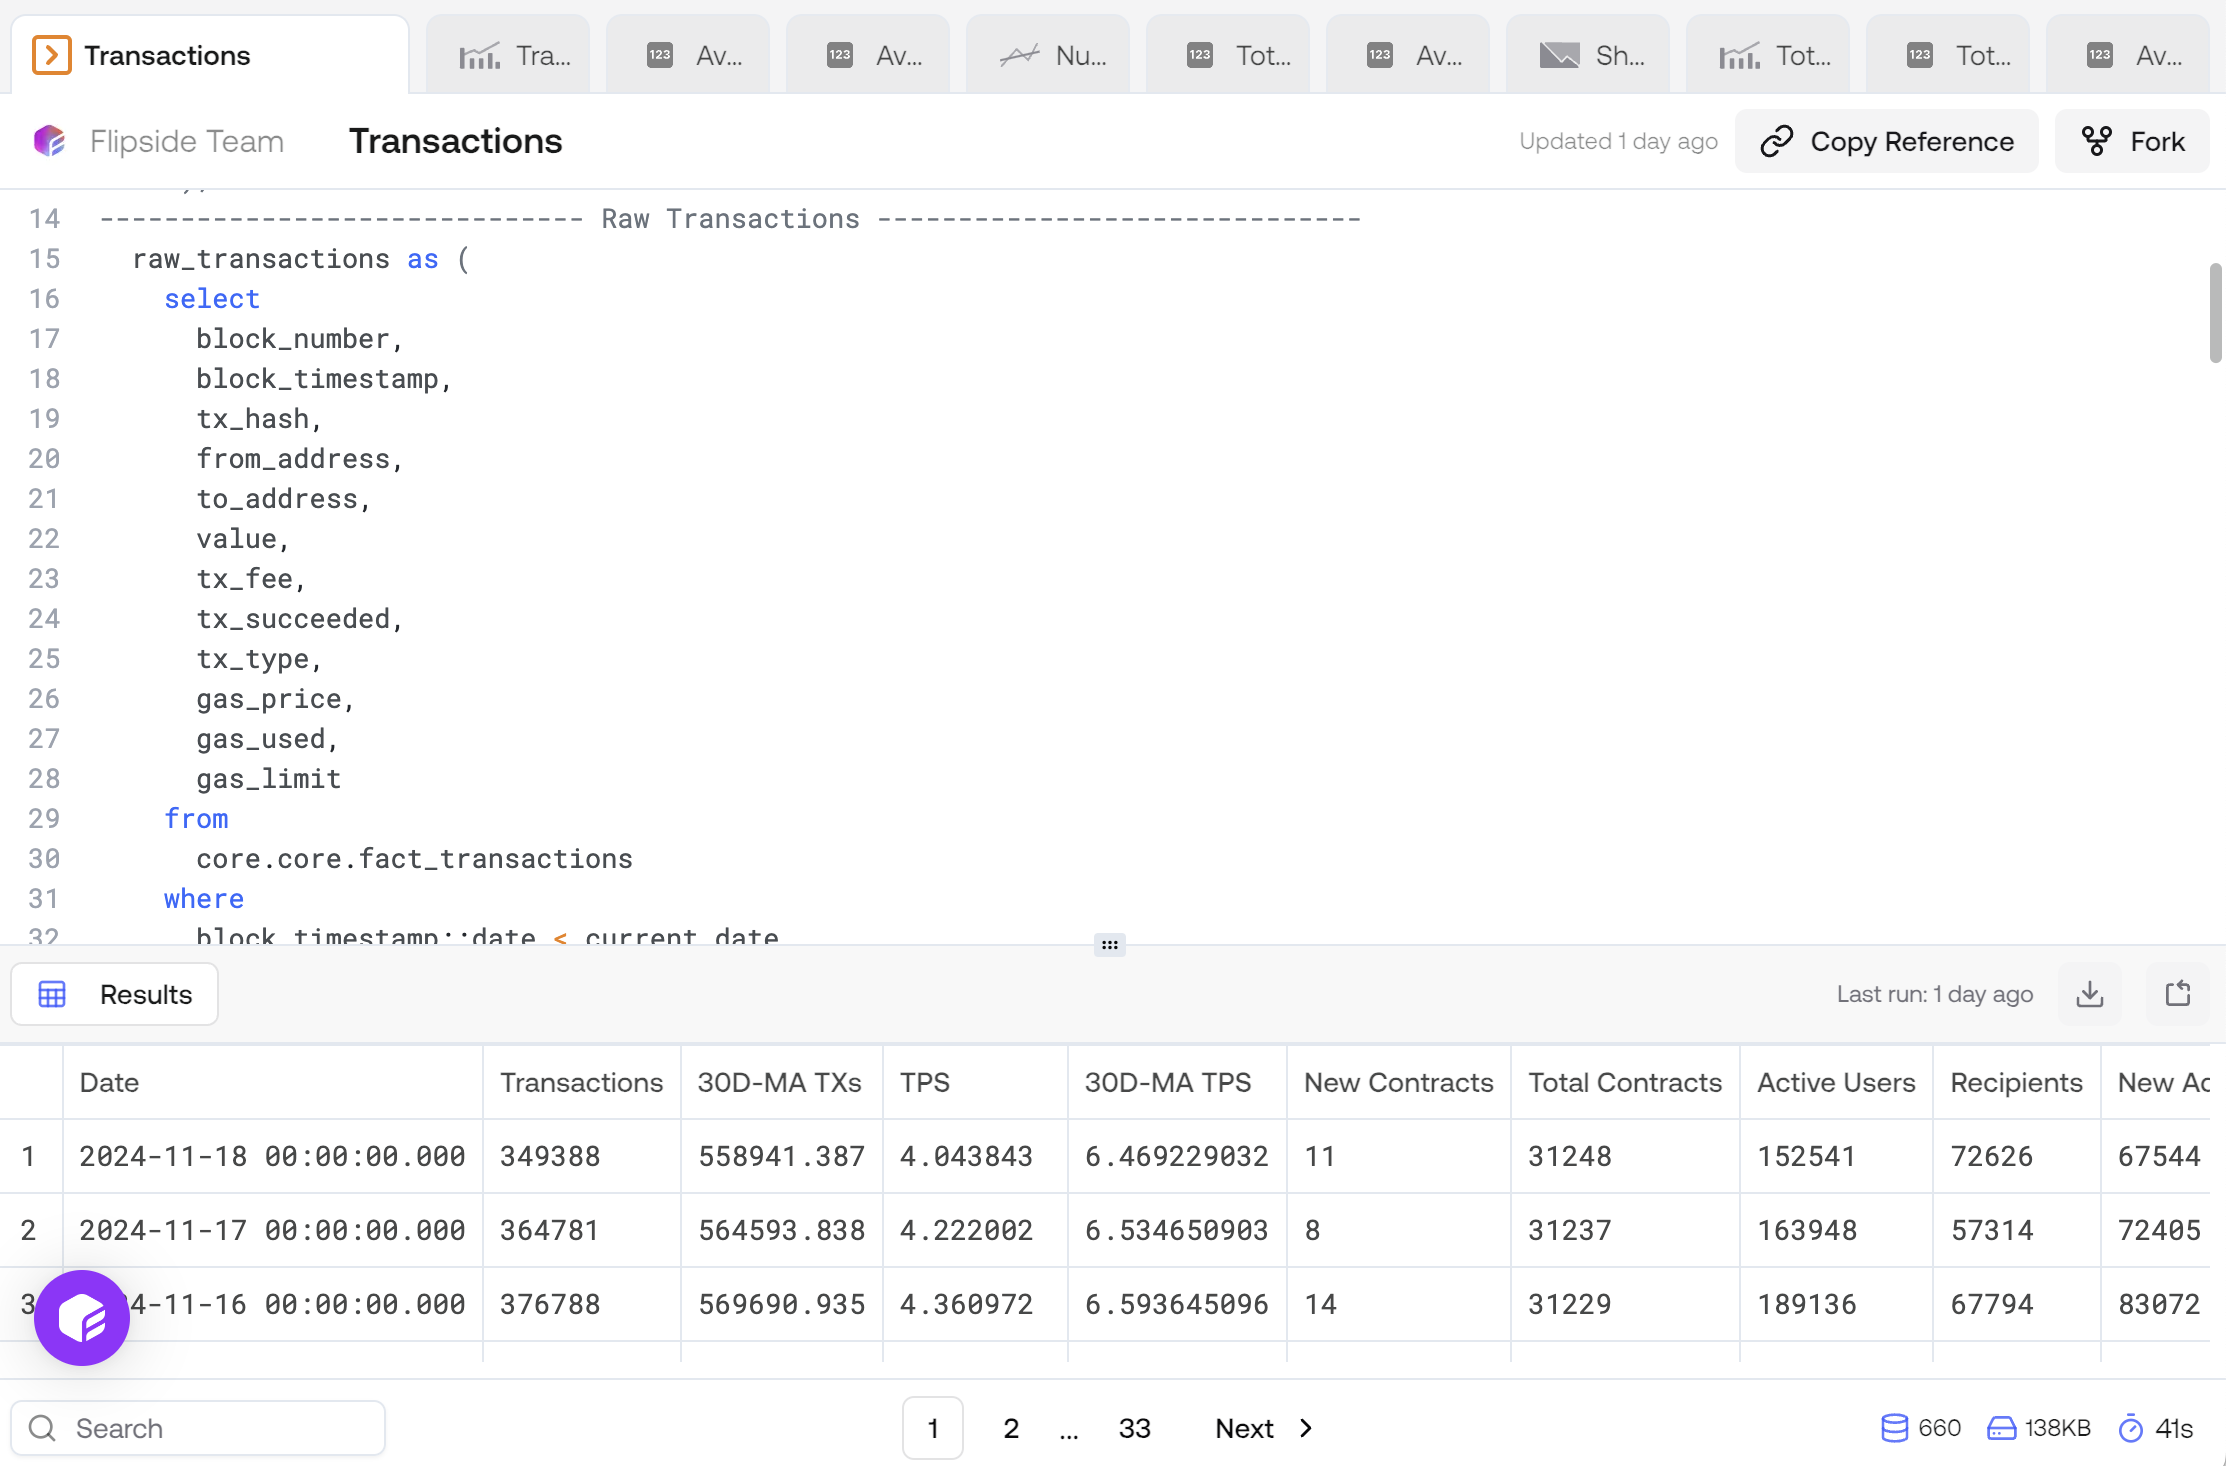 Transactions
Tra...
123 Av...
123 Av...
Nu...
123 Tot...
123 Av...
Sh...
Tot...
123 Tot...
123 Av...
Flipside Team Transactions Updated 1 day ago Copy Reference Fork
14 ------------------------------ Raw Transactions ------------------------------
15 raw_transactions as (
16 select
17 block_number,
18 block_timestamp,
19 tx_hash,
20 from_address,
21 to_address,
22 value,
23 tx_fee,
24 tx_succeeded,
25 tx_type,
26 gas_price,
27 gas_used,
28 gas_limit
29 from
30 core.core.fact_transactions
31 where
32 block_timestamp::date < current_date
Results Last run: 1 day ago
Date Transactions 30D-MA TXs TPS 30D-MA TPS New Contracts Total Contracts Active Users Recipients New Ac
1 2024-11-18 00:00:00.000 349388 558941.387 4.043843 6.469229032 11 31248 152541 72626 67544
2 2024-11-17 00:00:00.000 364781 564593.838 4.222002 6.534650903 8 31237 163948 57314 72405
3 4-11-16 00:00:00.000 376788 569690.935 4.360972 6.593645096 14 31229 189136 67794 83072
Search 1 2 ... 33 Next 660 138KB 41s